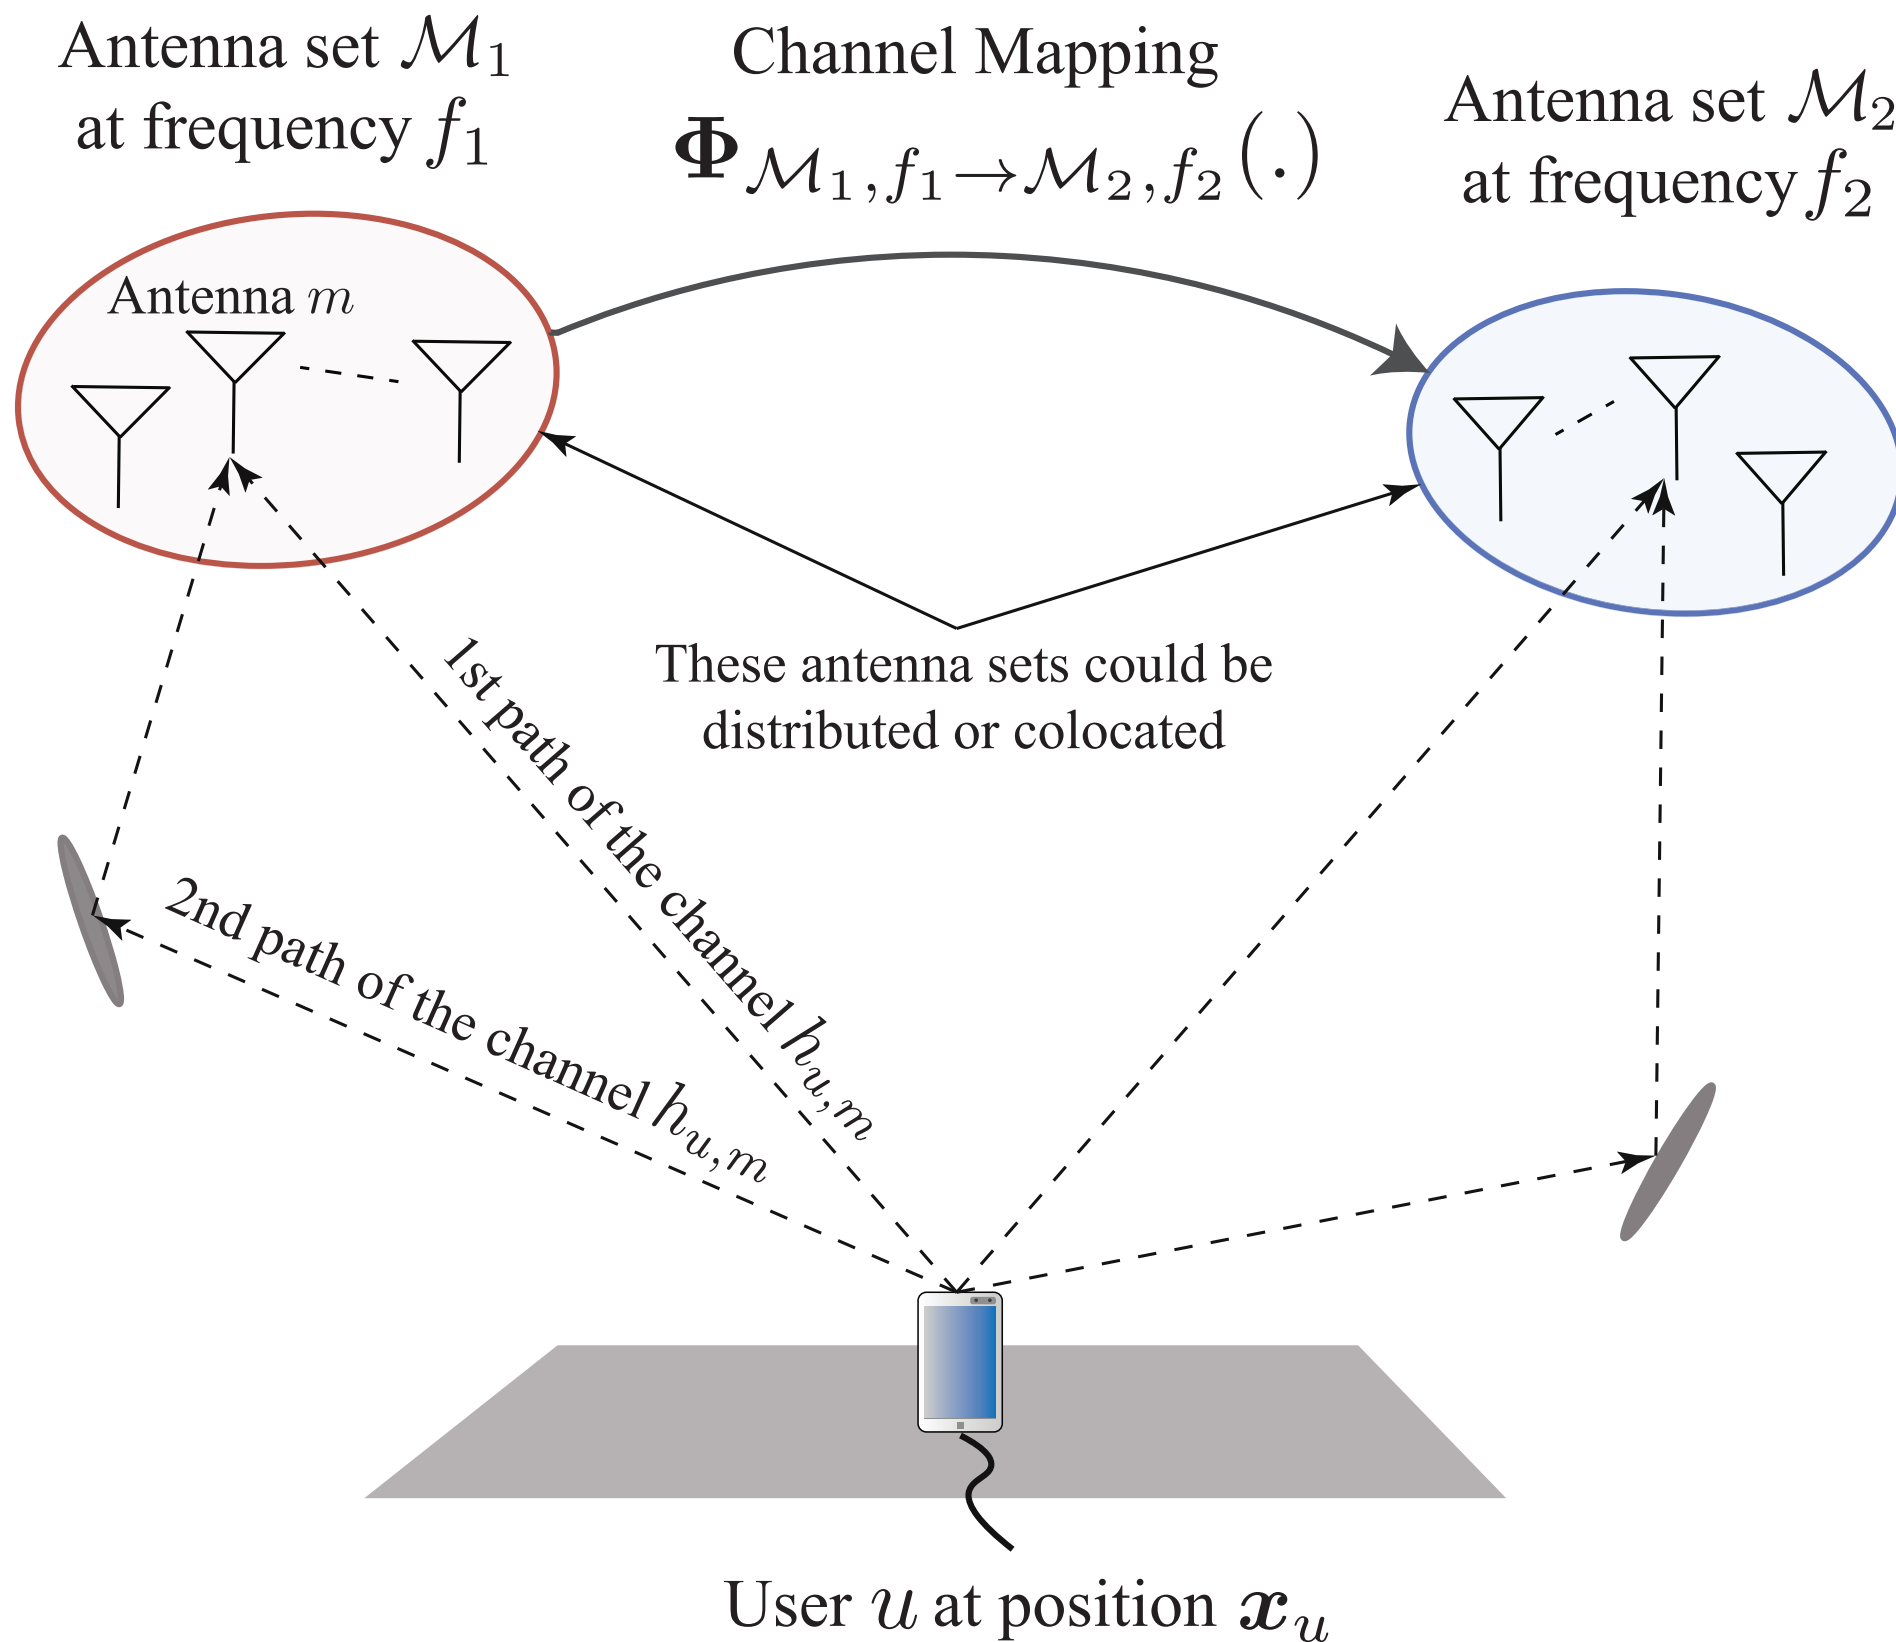 Antenna set ℳ₁
at frequency f₁
Channel Mapping
Φ_{ℳ₁,f₁→ℳ₂,f₂}(.)
Antenna set ℳ₂
at frequency f₂
Antenna m
These antenna sets could be
distributed or colocated
1st path of the channel h_{u,m}
2nd path of the channel h_{u,m}
User u at position 𝒙ᵤ